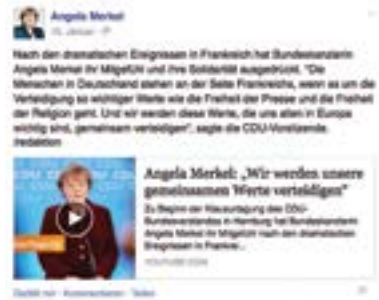 Angela Merkel
Januar
Nach den dramatischen Ereignissen in Frankreich hat Bundeskanzlerin
Angela Merkel ihr Mitgefühl und ihre Solidarität ausgedrückt. "Die
Menschen in Deutschland stehen an der Seite Frankreichs, wenn es um die
Verteidigung so wichtiger Werte wie die Freiheit der Presse und die Freiheit
der Religion geht. Und wir werden diese Werte, die uns allen in Europa
wichtig sind, gemeinsam verteidigen", sagte die CDU-Vorsitzende.
/redaktion
Angela Merkel: „Wir werden unsere
gemeinsamen Werte verteidigen“
Zu Beginn der Klausurtagung des CDU-
Bundesvorstandes in Hamburg hat Bundeskanzlerin
Angela Merkel ihr Mitgefühl nach den dramatischen
Ereignissen in Frankrei...
YOUTUBE.COM
Gefällt mir · Kommentieren · Teilen